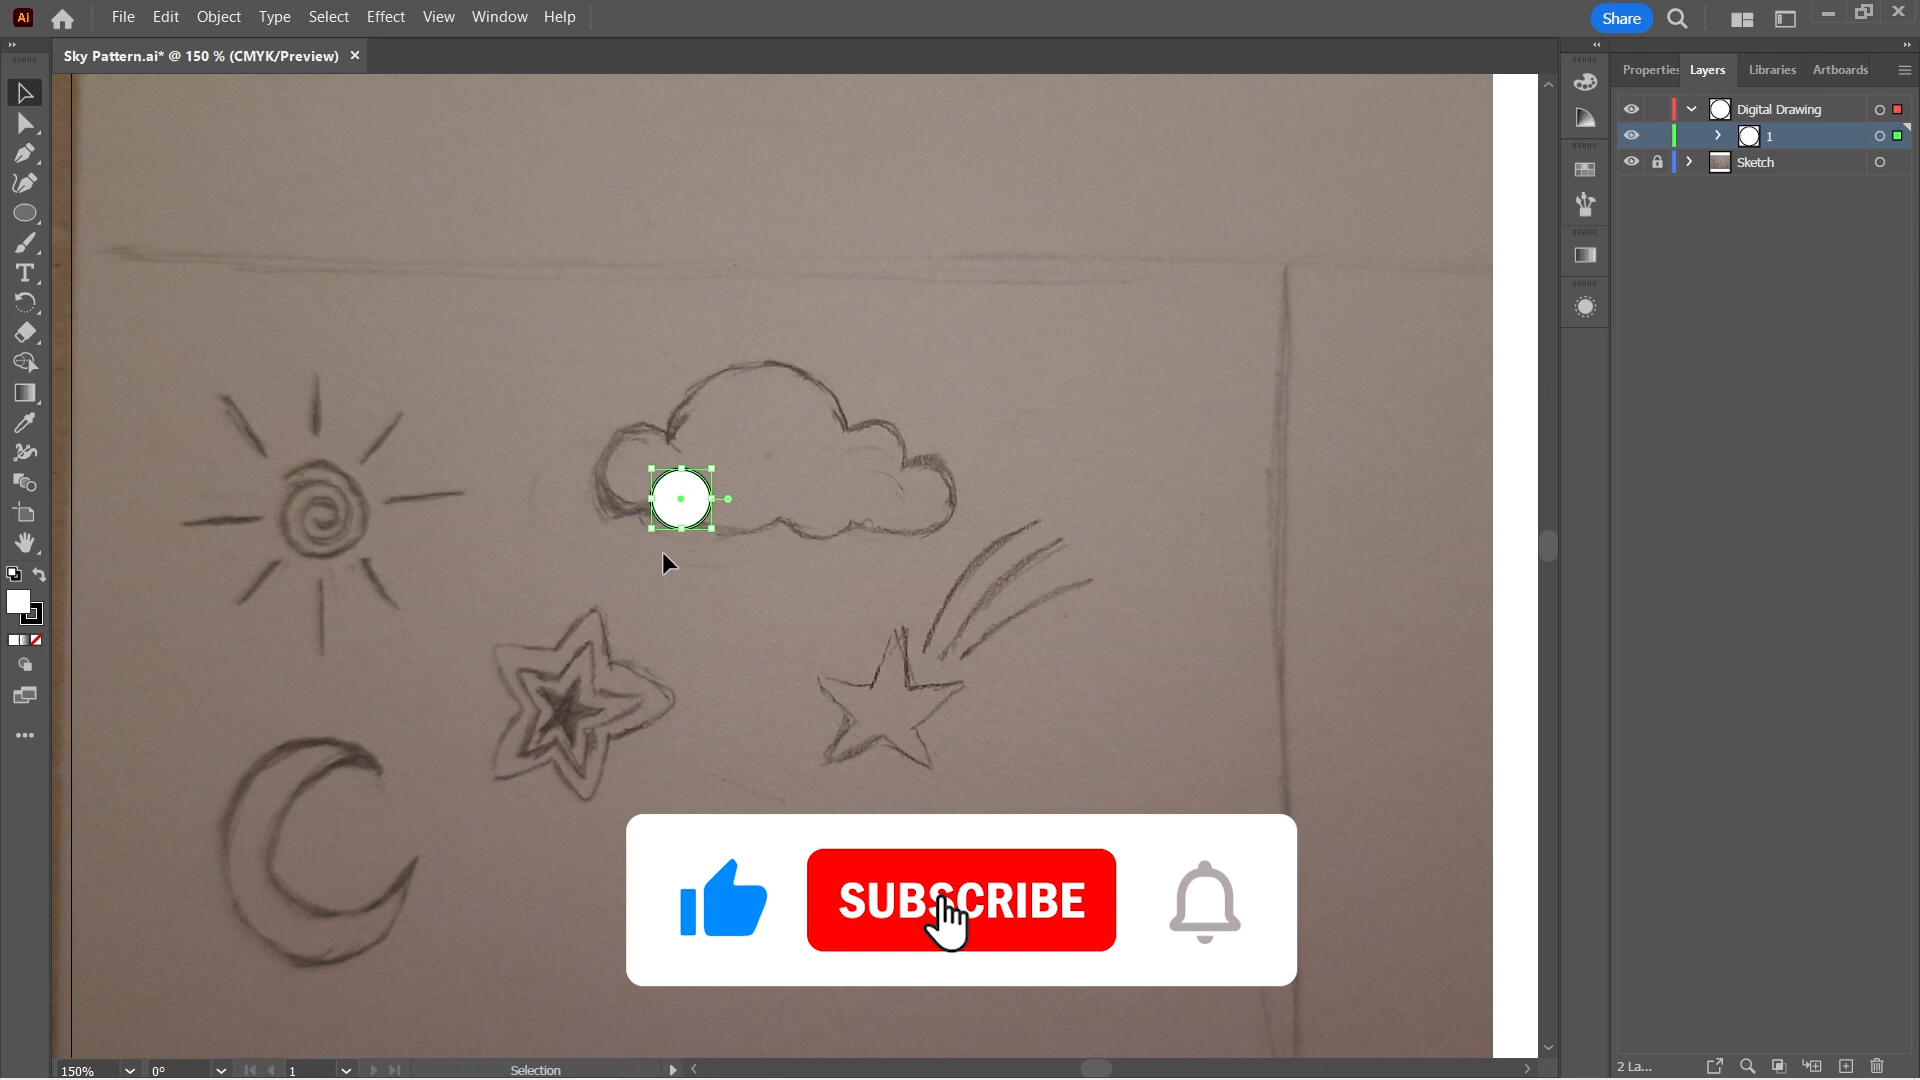 Ai File Edit Object Type Select Effect View Window Help Share
Sky Pattern.ai* @ 150 % (CMYK/Preview)
Properties Layers Libraries Artboards
Digital Drawing
1
Sketch
SUBSCRIBE
150% 0° 1 Selection 2 La...